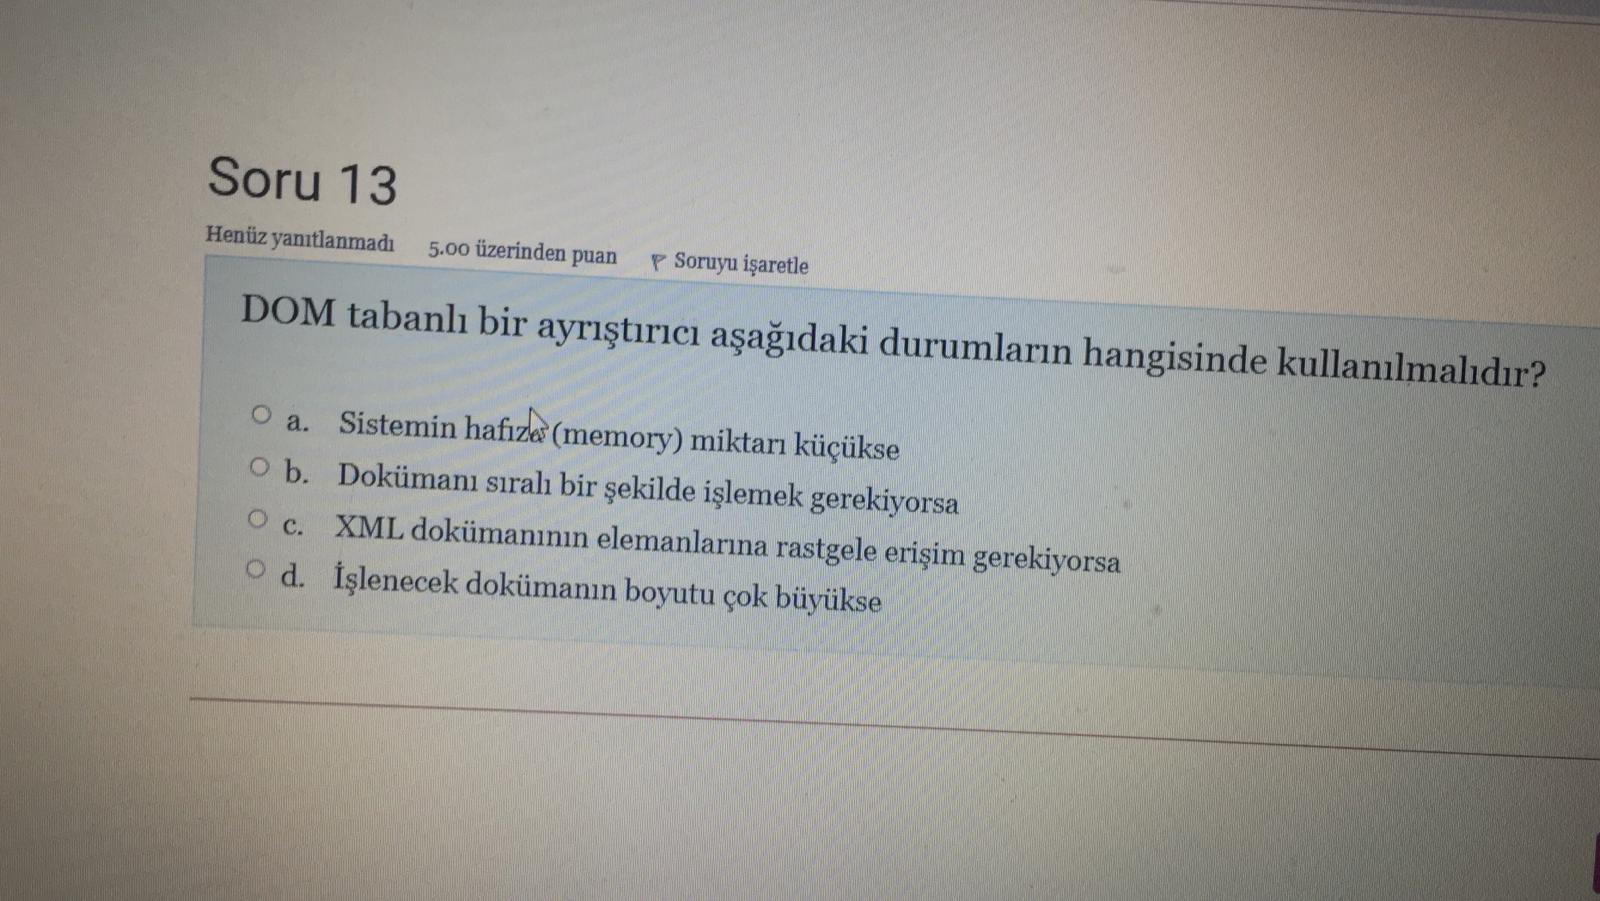 Soru 13
Henüz yanıtlanmadı 5.00 üzerinden puan Soruyu işaretle
DOM tabanlı bir ayrıştırıcı aşağıdaki durumların hangisinde kullanılmalıdır?
a. Sistemin hafıza (memory) miktarı küçükse
b. Dokümanı sıralı bir şekilde işlemek gerekiyorsa
c. XML dokümanının elemanlarına rastgele erişim gerekiyorsa
d. İşlenecek dokümanın boyutu çok büyükse